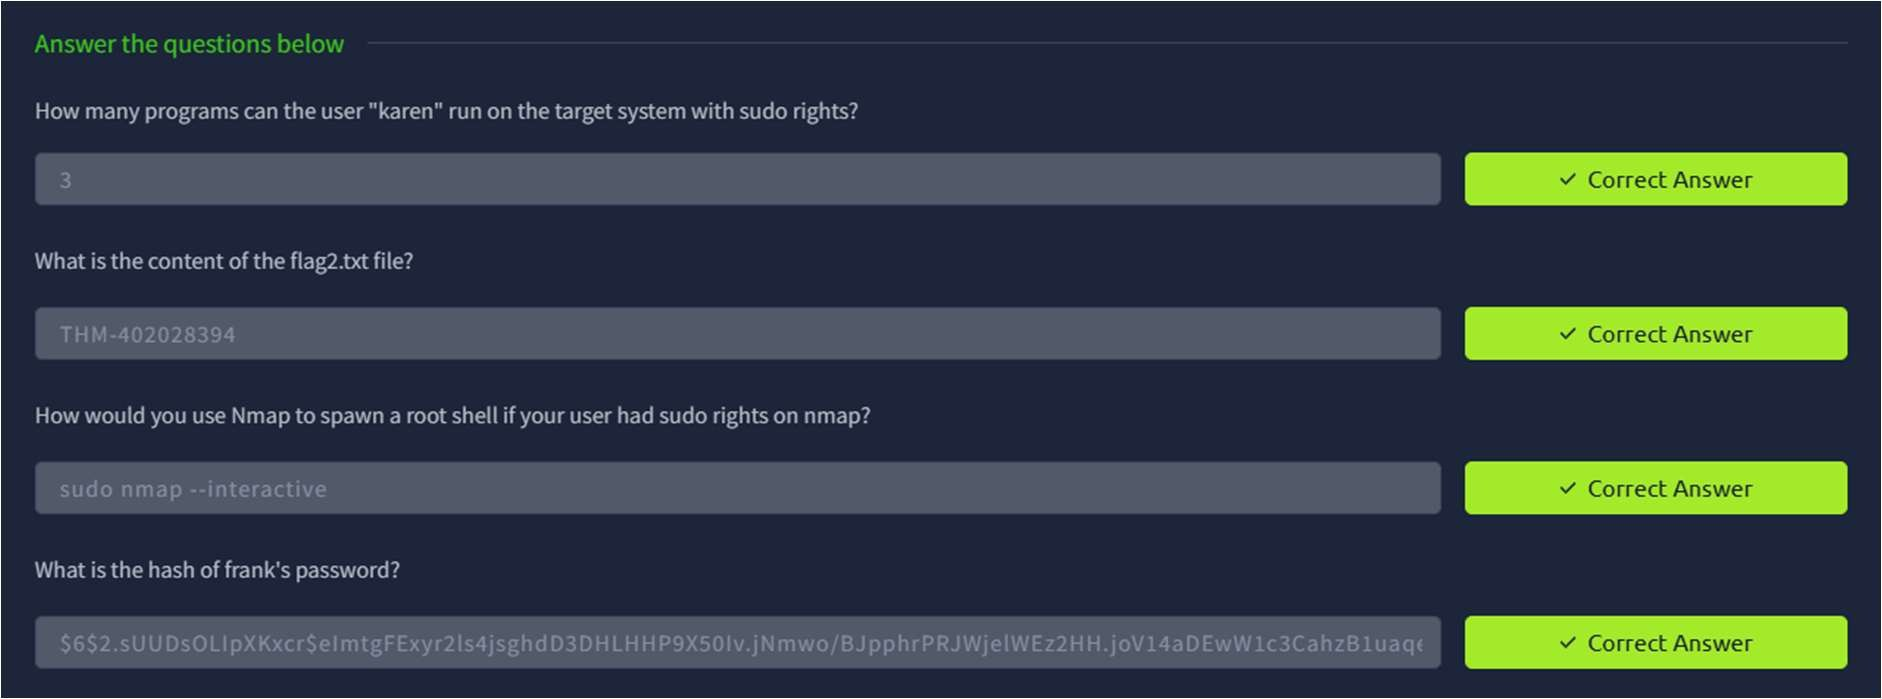 Answer the questions below
How many programs can the user "karen" run on the target system with sudo rights?
3
✓ Correct Answer
What is the content of the flag2.txt file?
THM-402028394
✓ Correct Answer
How would you use Nmap to spawn a root shell if your user had sudo rights on nmap?
sudo nmap --interactive
✓ Correct Answer
What is the hash of frank's password?
$6$2.sUUDsOLIpXKxcr$eImtgFExyr2ls4jsghdD3DHLHHP9X50Iv.jNmwo/BJpphrPRJWjelWEz2HH.joV14aDEwW1c3CahzB1uaqe
✓ Correct Answer